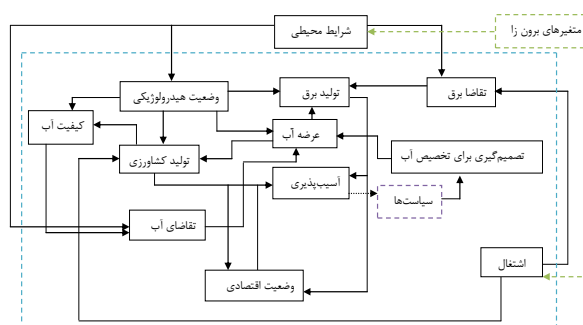 شرایط محیطی
متغیرهای برون زا
وضعیت هیدرولوژیکی
تولید برق
تقاضا برق
کیفیت آب
عرضه آب
تولید کشاورزی
تصمیم‌گیری برای تخصیص آب
آسیب‌پذیری
سیاست‌ها
تقاضای آب
اشتغال
وضعیت اقتصادی